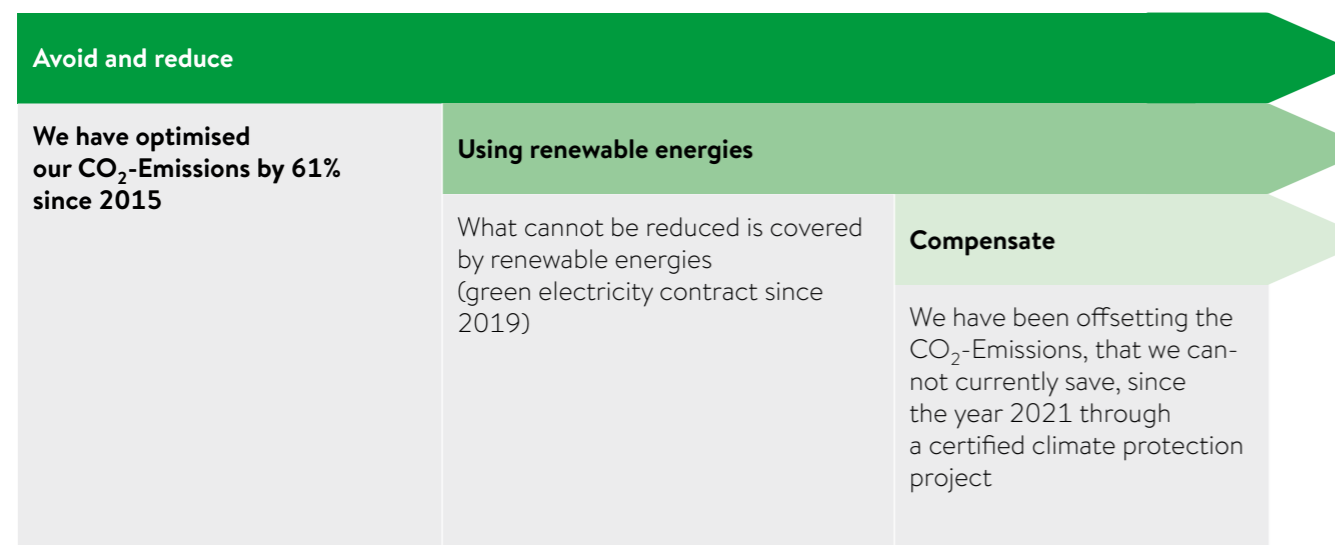 Avoid and reduce
We have optimised
our CO₂-Emissions by 61%
since 2015
Using renewable energies
What cannot be reduced is covered
by renewable energies
(green electricity contract since
2019)
Compensate
We have been offsetting the
CO₂-Emissions, that we can-
not currently save, since
the year 2021 through
a certified climate protection
project